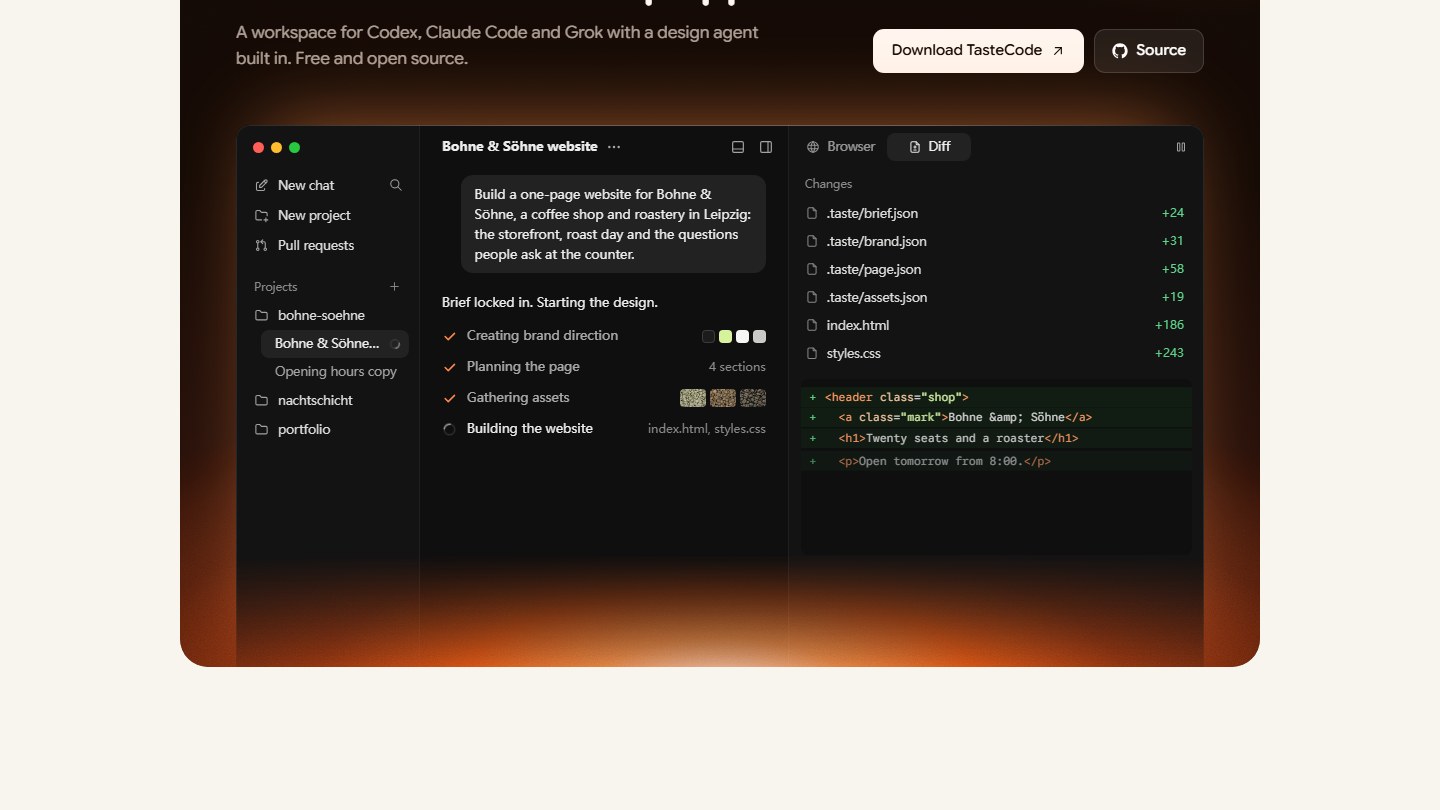 A workspace for Codex, Claude Code and Grok with a design agent
built in. Free and open source.
Download TasteCode
Source
New chat
New project
Pull requests
Projects
bohne-soehne
Bohne & Söhne...
Opening hours copy
nachtschicht
portfolio
Bohne & Söhne website
Build a one-page website for Bohne &
Söhne, a coffee shop and roastery in Leipzig:
the storefront, roast day and the questions
people ask at the counter.
Brief locked in. Starting the design.
Creating brand direction
Planning the page 4 sections
Gathering assets
Building the website index.html, styles.css
Browser Diff
Changes
.taste/brief.json +24
.taste/brand.json +31
.taste/page.json +58
.taste/assets.json +19
index.html +186
styles.css +243
+ <header class="shop">
+ <a class="mark">Bohne &amp; Söhne</a>
+ <h1>Twenty seats and a roaster</h1>
+ <p>Open tomorrow from 8:00.</p>